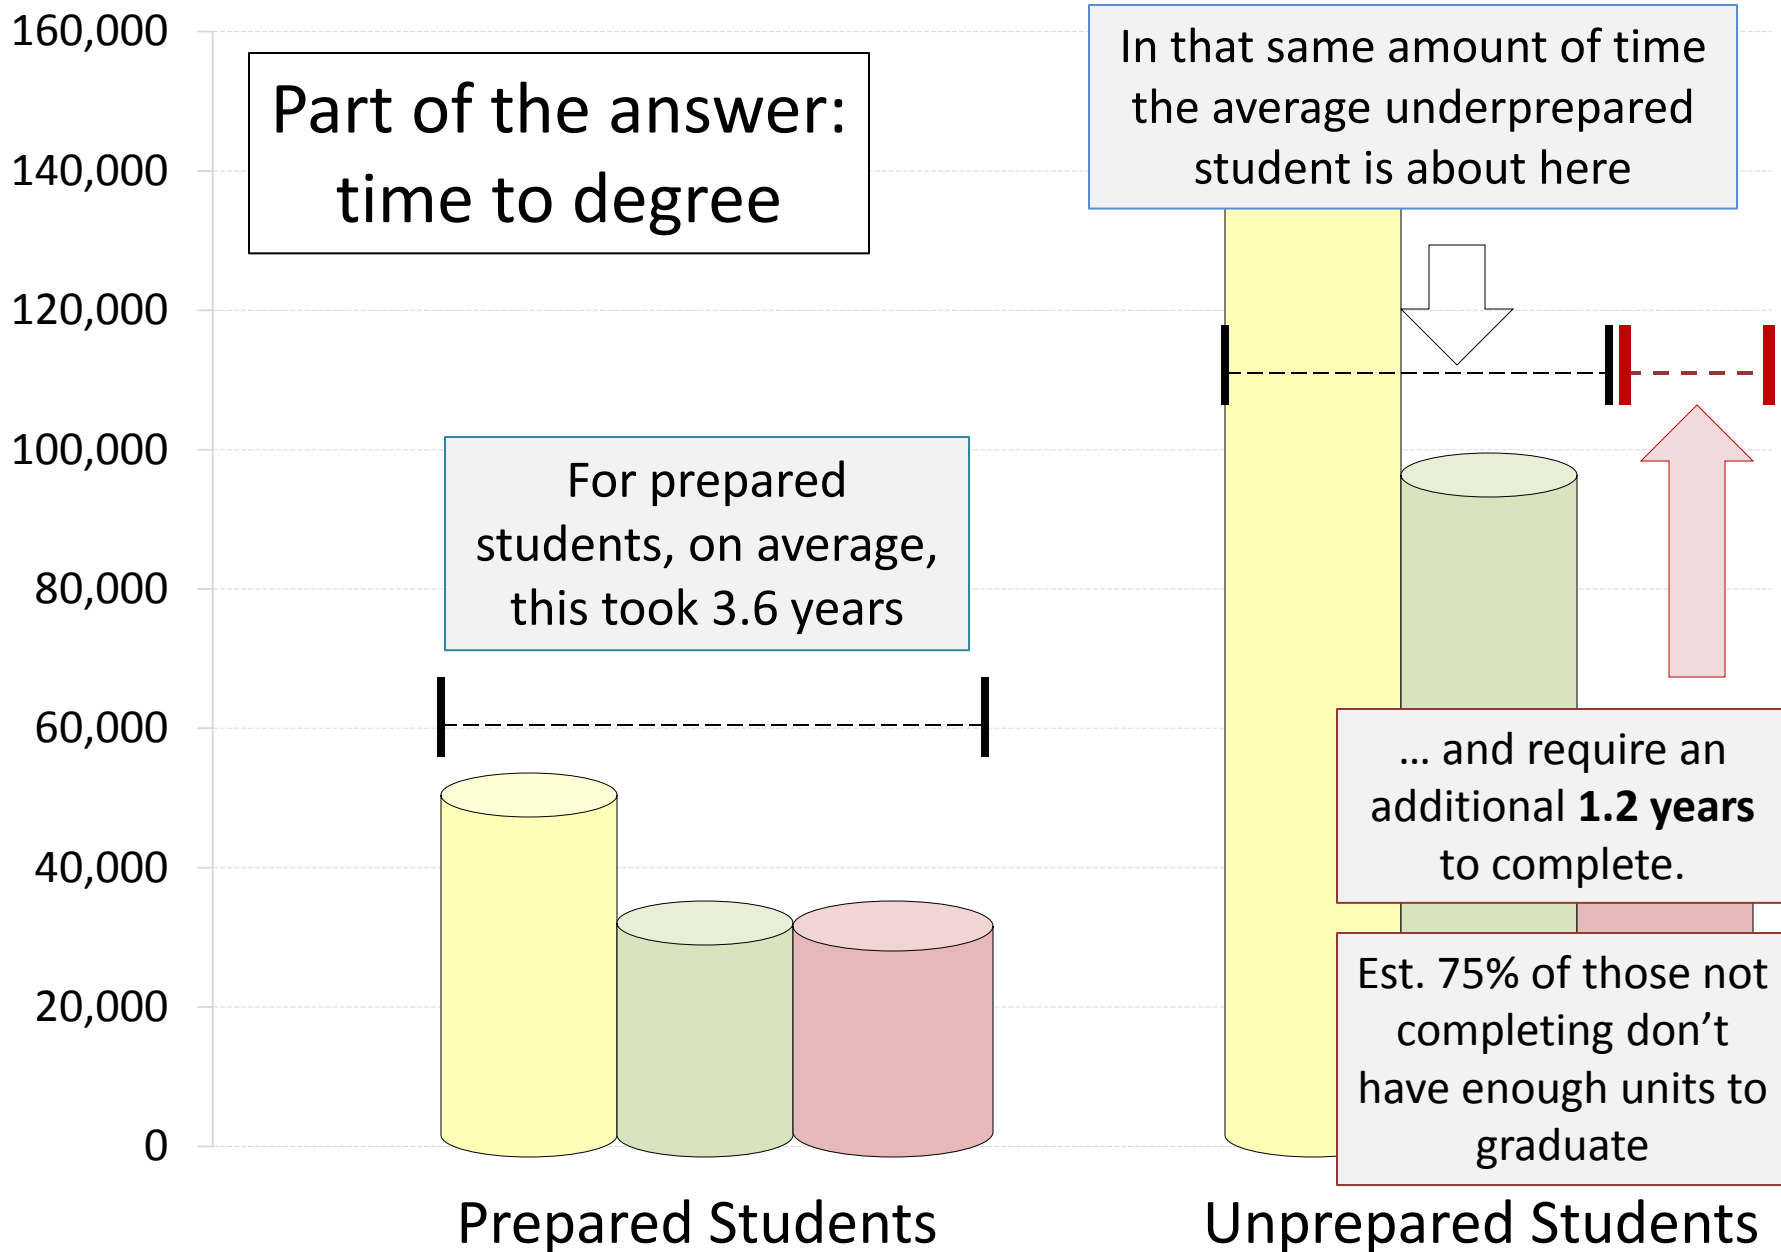 160,000
140,000
120,000
100,000
80,000
60,000
40,000
20,000
0
Part of the answer:
time to degree
In that same amount of time
the average underprepared
student is about here
For prepared
students, on average,
this took 3.6 years
... and require an
additional 1.2 years
to complete.
Est. 75% of those not
completing don’t
have enough units to
graduate
Prepared Students
Unprepared Students